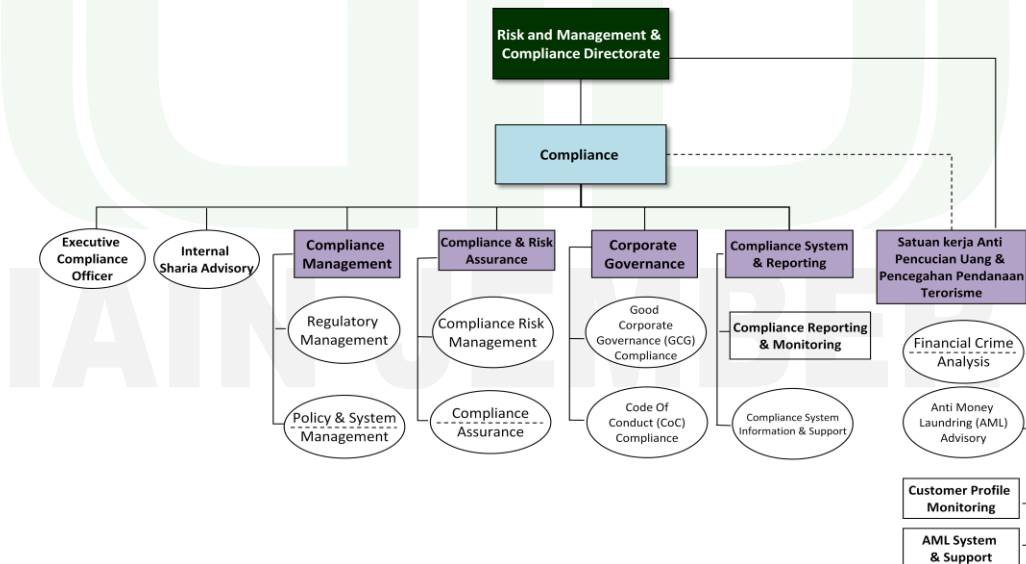 Risk and Management &
Compliance Directorate
Compliance
Executive
Compliance
Officer
Internal
Sharia Advisory
Compliance
Management
Compliance & Risk
Assurance
Corporate
Governance
Compliance System
& Reporting
Satuan kerja Anti
Pencucian Uang &
Pencegahan Pendanaan
Terorisme
Regulatory
Management
Compliance Risk
Management
Good
Corporate
Governance (GCG)
Compliance
Compliance Reporting
& Monitoring
Financial Crime
Analysis
Policy & System
Management
Compliance
Assurance
Code Of
Conduct (CoC)
Compliance
Compliance System
Information & Support
Anti Money
Laundring (AML)
Advisory
Customer Profile
Monitoring
AML System
& Support
IAIN JEMBER